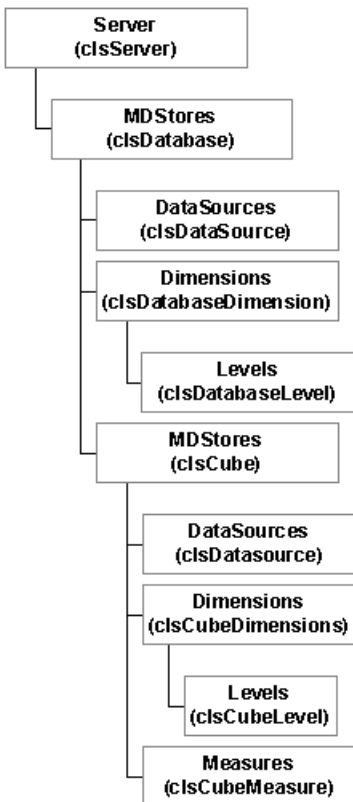 Server
(clsServer)
MDStores
(clsDatabase)
DataSources
(clsDataSource)
Dimensions
(clsDatabaseDimension)
Levels
(clsDatabaseLevel)
MDStores
(clsCube)
DataSources
(clsDatasource)
Dimensions
(clsCubeDimensions)
Levels
(clsCubeLevel)
Measures
(clsCubeMeasure)